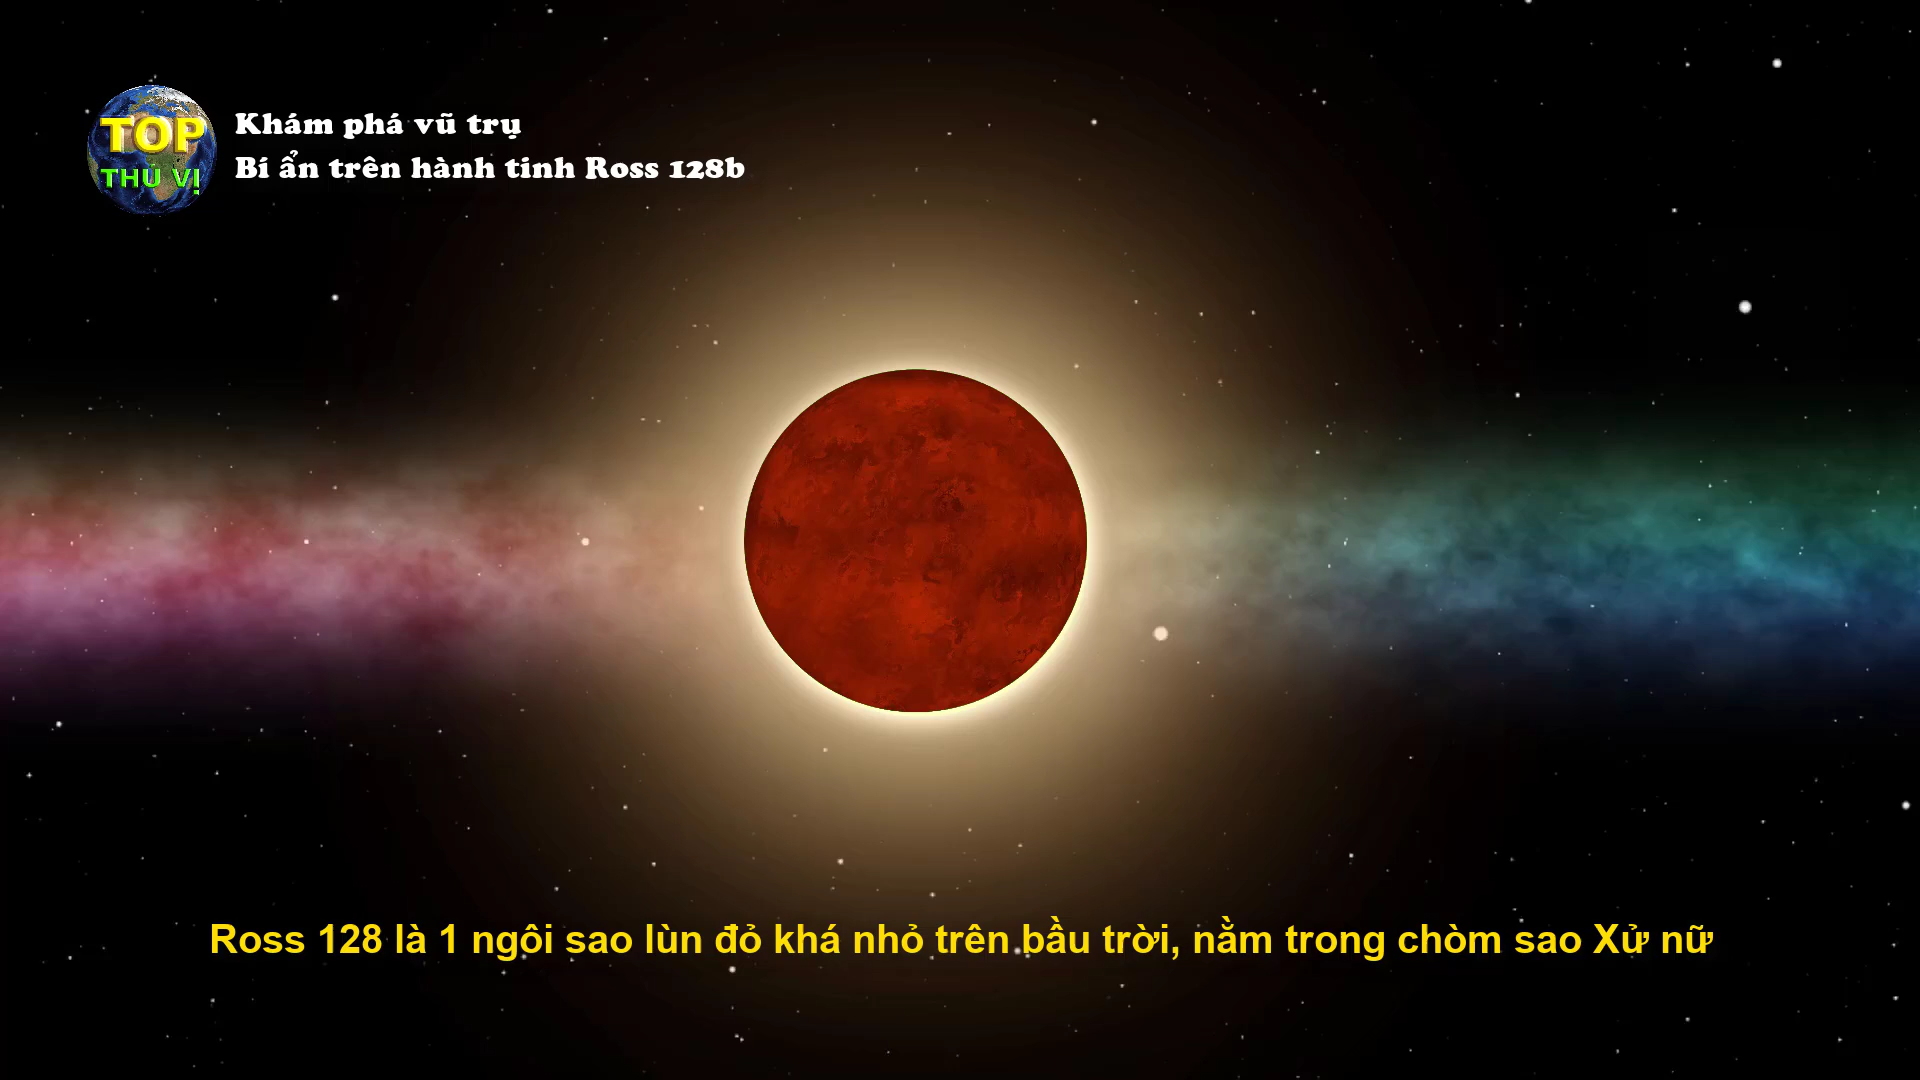 TOP
THÚ VỊ
Khám phá vũ trụ
Bí ẩn trên hành tinh Ross 128b
Ross 128 là 1 ngôi sao lùn đỏ khá nhỏ trên bầu trời, nằm trong chòm sao Xử nữ